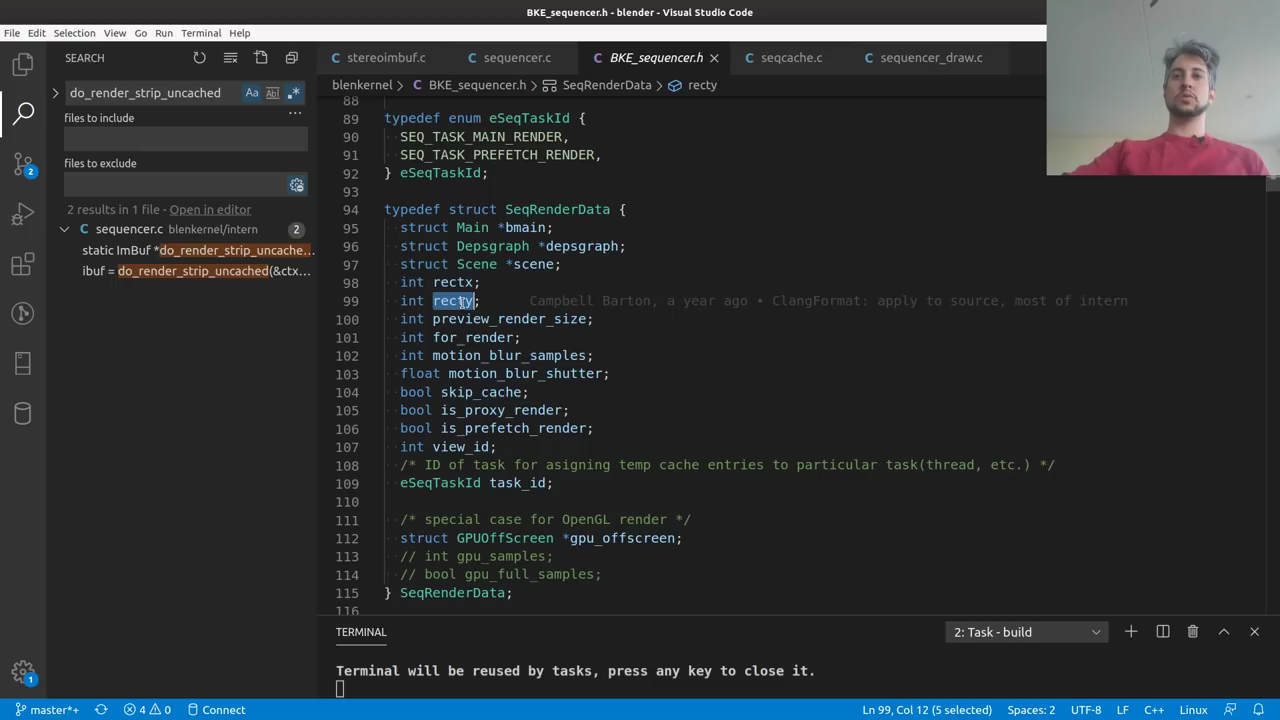 BKE_sequencer.h - blender - Visual Studio Code
File Edit Selection View Go Run Terminal Help
SEARCH
do_render_strip_uncached
Aa Abl .*
files to include
files to exclude
2 results in 1 file - Open in editor
sequencer.c blenkernel/intern 2
static ImBuf *do_render_strip_uncache...
ibuf = do_render_strip_uncached(&ctx...
stereoimbuf.c sequencer.c BKE_sequencer.h seqcache.c sequencer_draw.c
blenkernel > BKE_sequencer.h > SeqRenderData > recty
88
89 typedef enum eSeqTaskId {
90 SEQ_TASK_MAIN_RENDER,
91 SEQ_TASK_PREFETCH_RENDER,
92 } eSeqTaskId;
93
94 typedef struct SeqRenderData {
95 struct Main *bmain;
96 struct Depsgraph *depsgraph;
97 struct Scene *scene;
98 int rectx;
99 int recty; Campbell Barton, a year ago • ClangFormat: apply to source, most of intern
100 int preview_render_size;
101 int for_render;
102 int motion_blur_samples;
103 float motion_blur_shutter;
104 bool skip_cache;
105 bool is_proxy_render;
106 bool is_prefetch_render;
107 int view_id;
108 /* ID of task for asigning temp cache entries to particular task(thread, etc.) */
109 eSeqTaskId task_id;
110
111 /* special case for OpenGL render */
112 struct GPUOffScreen *gpu_offscreen;
113 // int gpu_samples;
114 // bool gpu_full_samples;
115 } SeqRenderData;
116
TERMINAL
2: Task - build
Terminal will be reused by tasks, press any key to close it.
2
1
master*+ 4 0 Connect
Ln 99, Col 12 (5 selected) Spaces: 2 UTF-8 LF C++ Linux